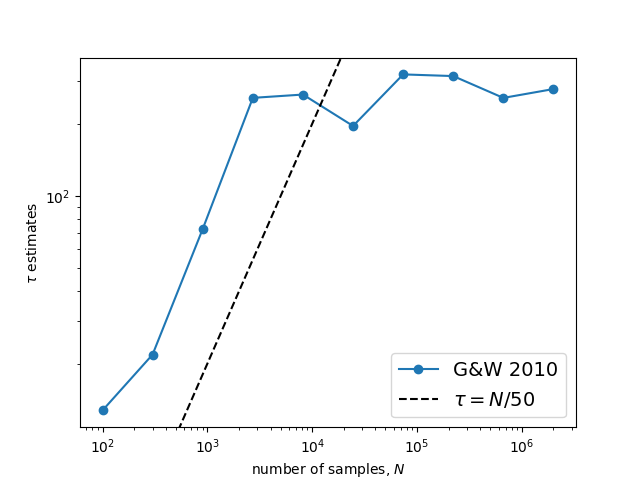 10²
τ estimates
G&W 2010
τ = N/50
10² 10³ 10⁴ 10⁵ 10⁶
number of samples, N